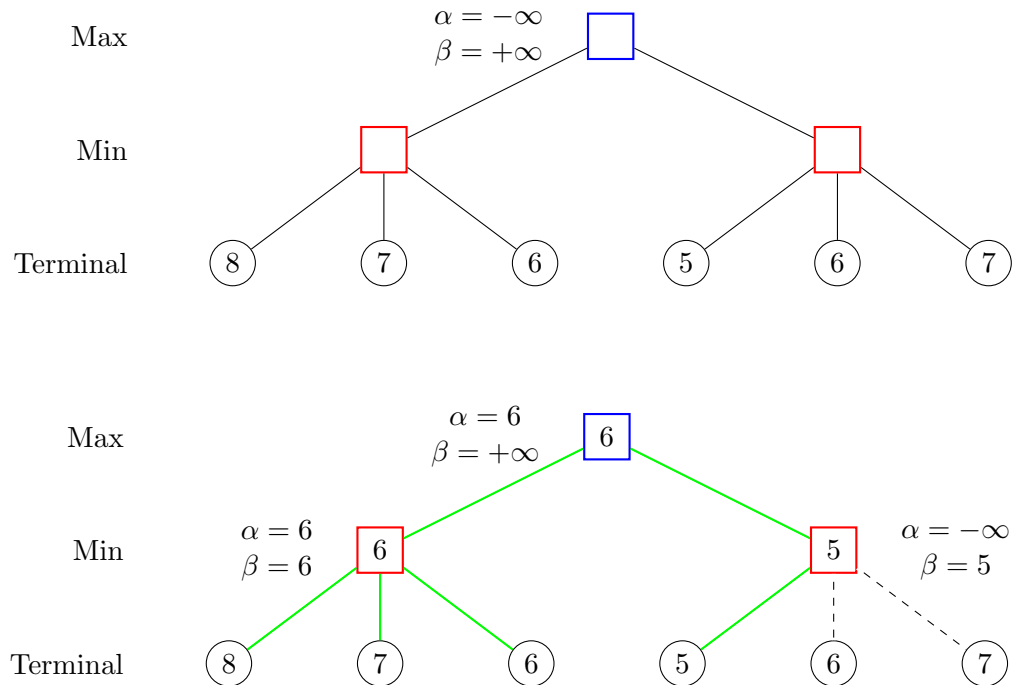 α = −∞
Max
β = +∞
Min
Terminal 8 7 6 5 6 7
α = 6
Max 6
β = +∞
α = 6 α = −∞
Min 6 5
β = 6 β = 5
Terminal 8 7 6 5 6 7